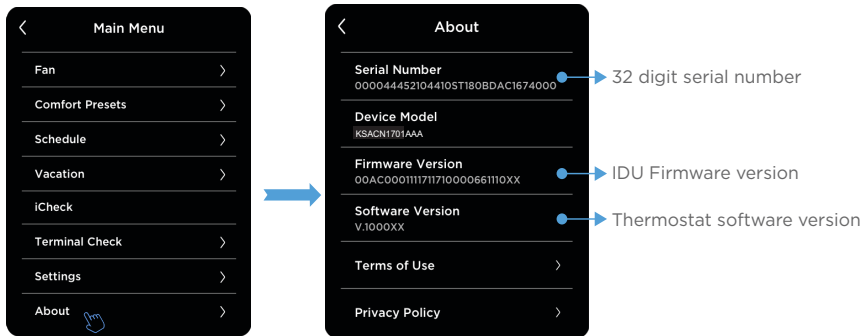 Main Menu
Fan
Comfort Presets
Schedule
Vacation
iCheck
Terminal Check
Settings
About
About
Serial Number
000044452104410ST180BDAC1674000
Device Model
KSACN1701AAA
Firmware Version
00AC0001111711710000661110XX
Software Version
V.1000XX
Terms of Use
Privacy Policy
32 digit serial number
IDU Firmware version
Thermostat software version